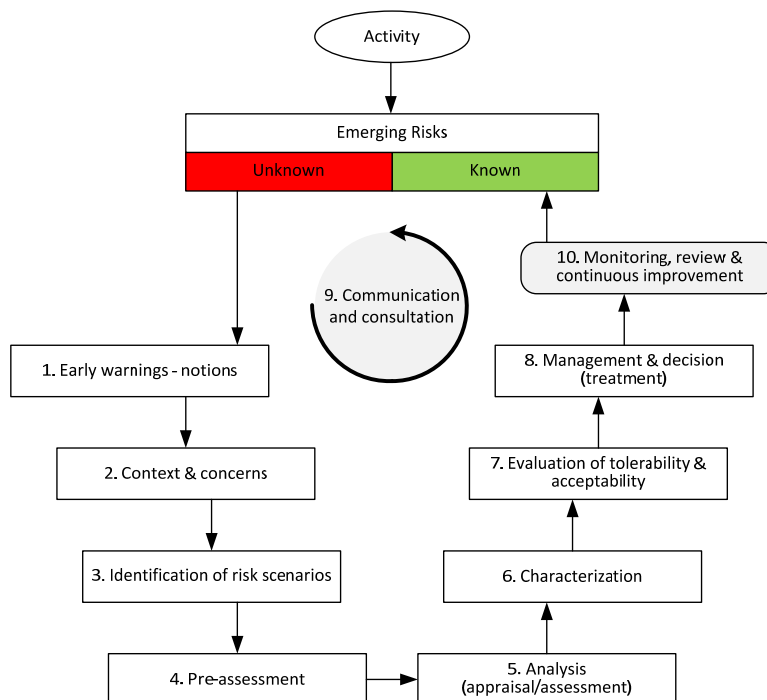 Activity
Emerging Risks
Unknown
Known
10. Monitoring, review &
continuous improvement
9. Communication
and consultation
1. Early warnings - notions
8. Management & decision
(treatment)
2. Context & concerns
7. Evaluation of tolerability &
acceptability
3. Identification of risk scenarios
6. Characterization
4. Pre-assessment
5. Analysis
(appraisal/assessment)